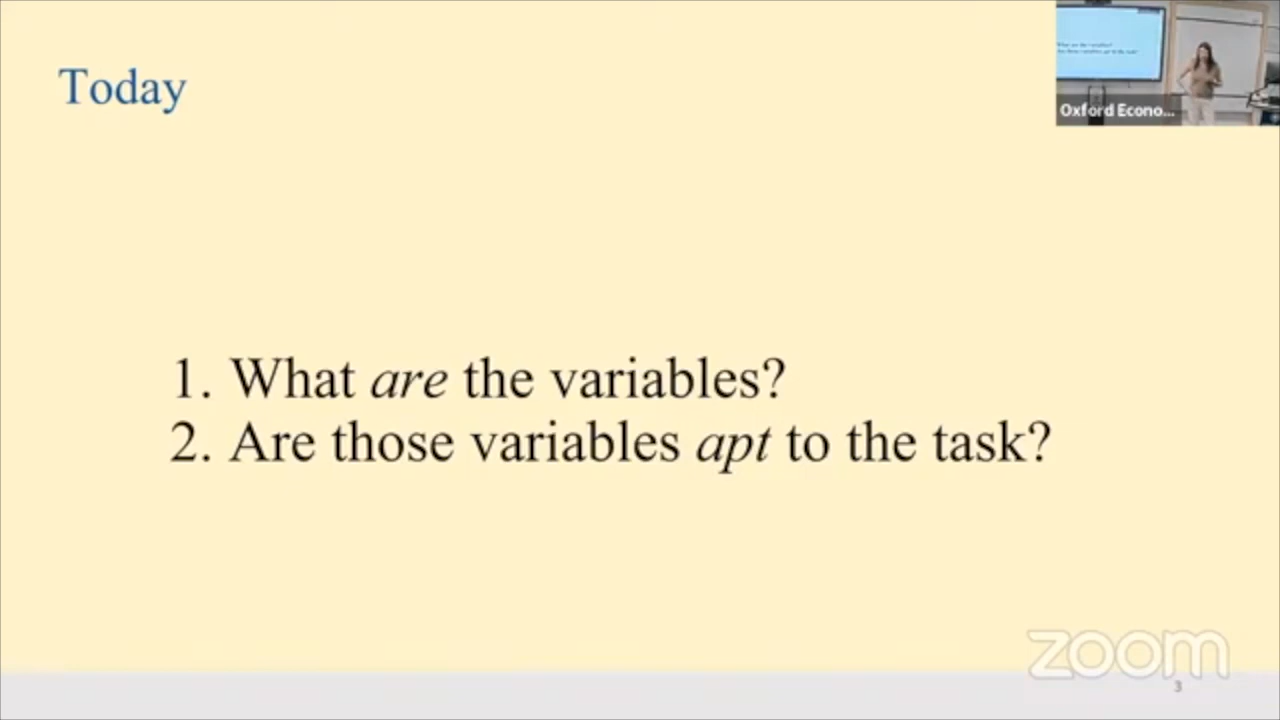 Today
Oxford Econo...
1. What are the variables?
2. Are those variables apt to the task?
zoom
3